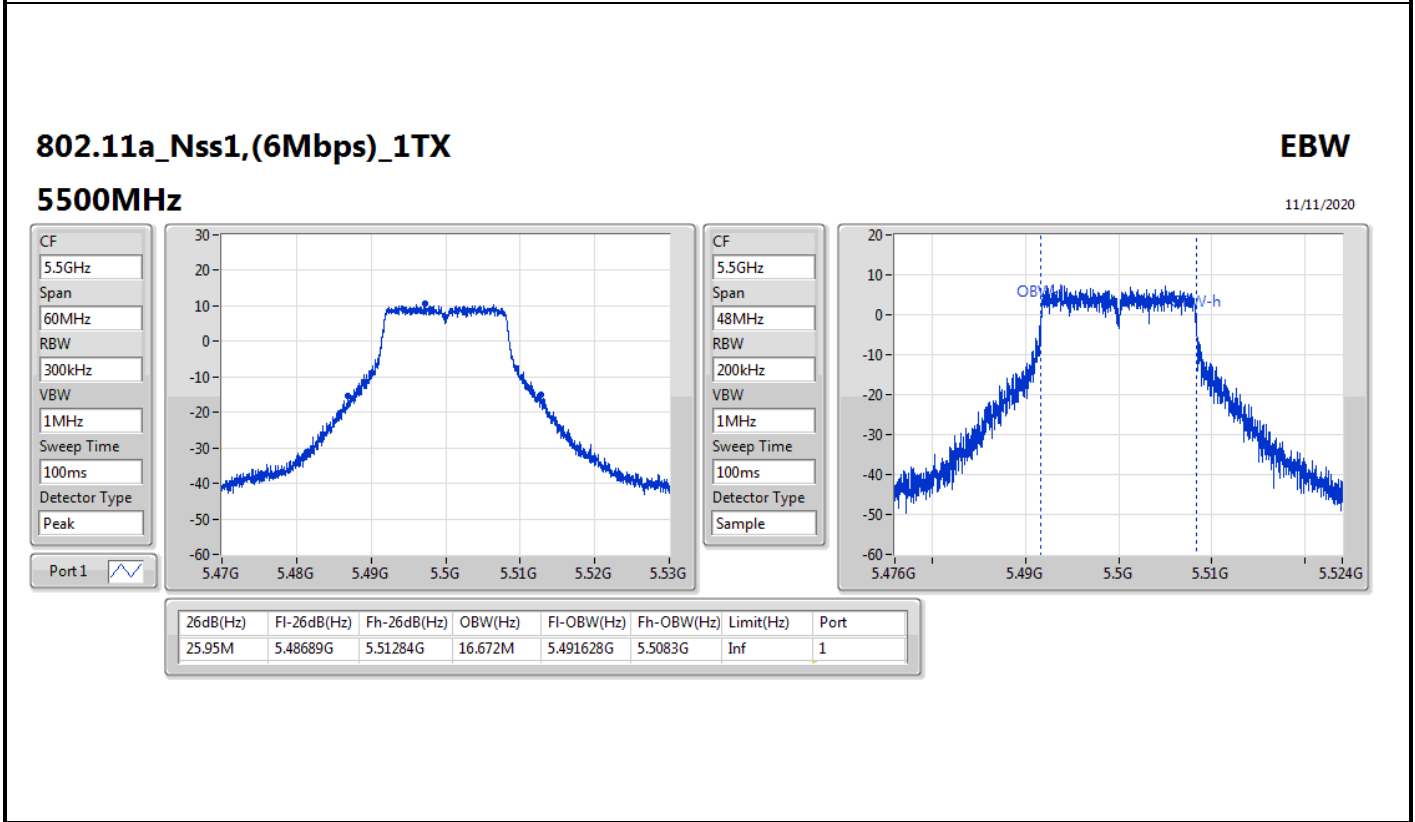 802.11a_Nss1,(6Mbps)_1TX
EBW
5500MHz
11/11/2020
CF
5.5GHz
Span
60MHz
RBW
300kHz
VBW
1MHz
Sweep Time
100ms
Detector Type
Peak
Port 1
30
20
10
0
-10
-20
-30
-40
-50
-60
5.47G 5.48G 5.49G 5.5G 5.51G 5.52G 5.53G
CF
5.5GHz
Span
48MHz
RBW
200kHz
VBW
1MHz
Sweep Time
100ms
Detector Type
Sample
20
10
0
-10
-20
-30
-40
-50
-60
5.476G 5.49G 5.5G 5.51G 5.524G
26dB(Hz) Fl-26dB(Hz) Fh-26dB(Hz) OBW(Hz) Fl-OBW(Hz) Fh-OBW(Hz) Limit(Hz) Port
25.95M 5.48689G 5.51284G 16.672M 5.491628G 5.5083G Inf 1